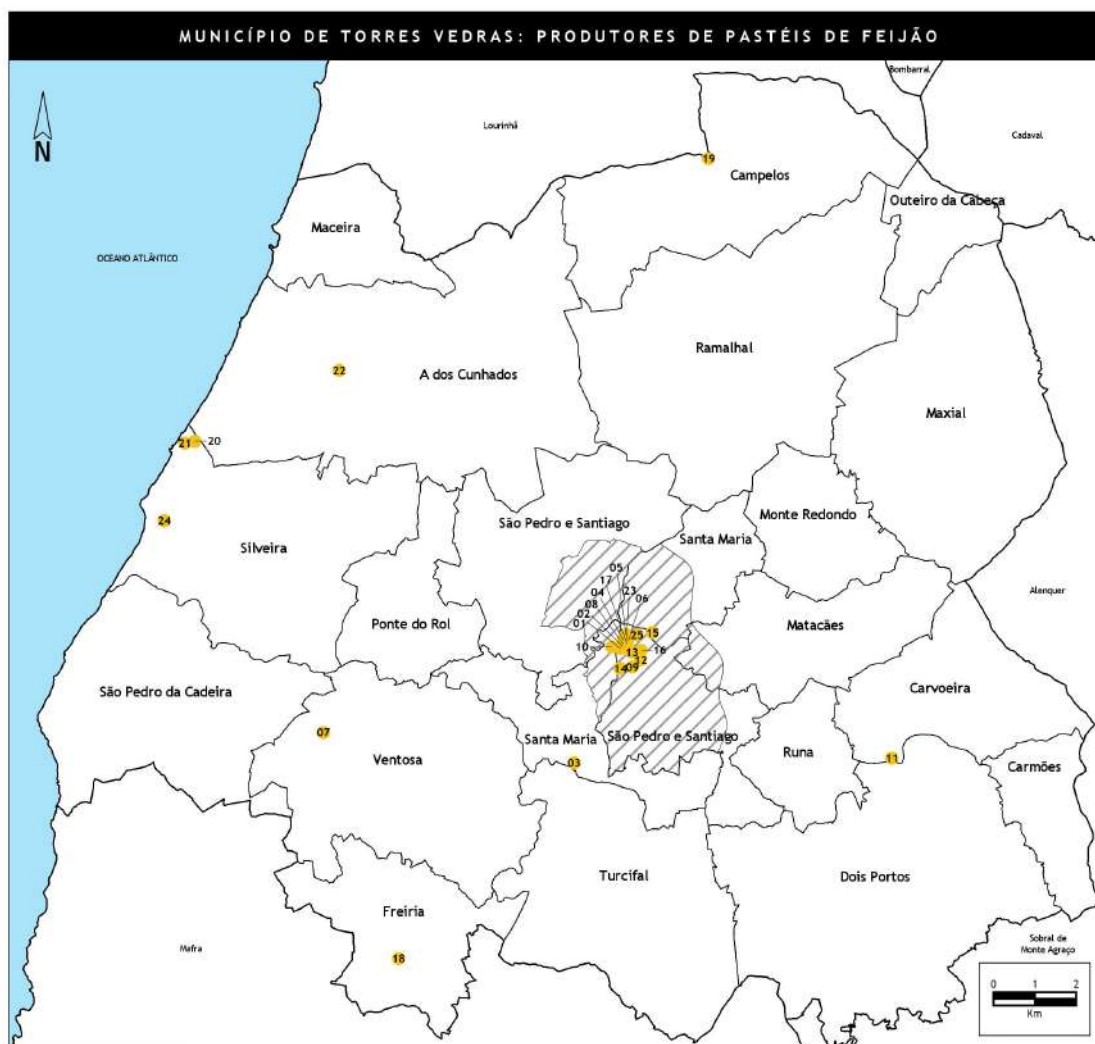 MUNICÍPIO DE TORRES VEDRAS: PRODUTORES DE PASTÉIS DE FEIJÃO
Bombarral
Lourinhã
Cadaval
N
19
Campelos
Outeiro da Cabeça
Maceira
OCEANO ATLÂNTICO
Ramalhal
22
A dos Cunhados
Maxial
21
20
Monte Redondo
24
São Pedro e Santiago
Santa Maria
Silveira
05
17
23
04
06
08
02
01
Alenquer
Ponte do Rol
Matacães
25
15
10
13
16
12
14
09
São Pedro da Cadeira
Carvoeira
07
Santa Maria
São Pedro e Santiago
Ventosa
03
Runa
11
Carmões
Turcifal
Dois Portos
Freiria
Mafra
18
Sobral de
Monte Agraço
0 1 2
Km